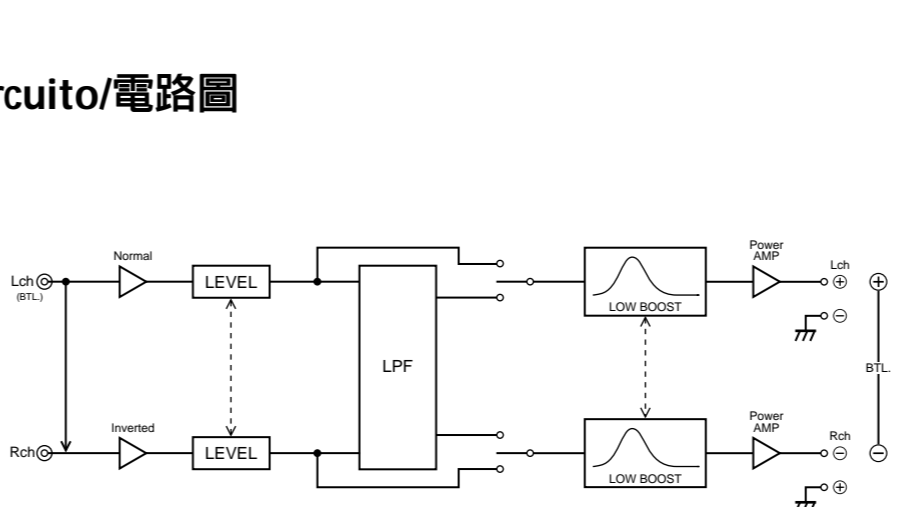 rcuito/電路圖
Normal
Power
AMP
Lch
Lch
(BTL.)
LEVEL
LOW BOOST
⊕
⊕
⊖
LPF
BTL.
Inverted
Power
AMP
Rch
Rch
LEVEL
LOW BOOST
⊖
⊖
⊕